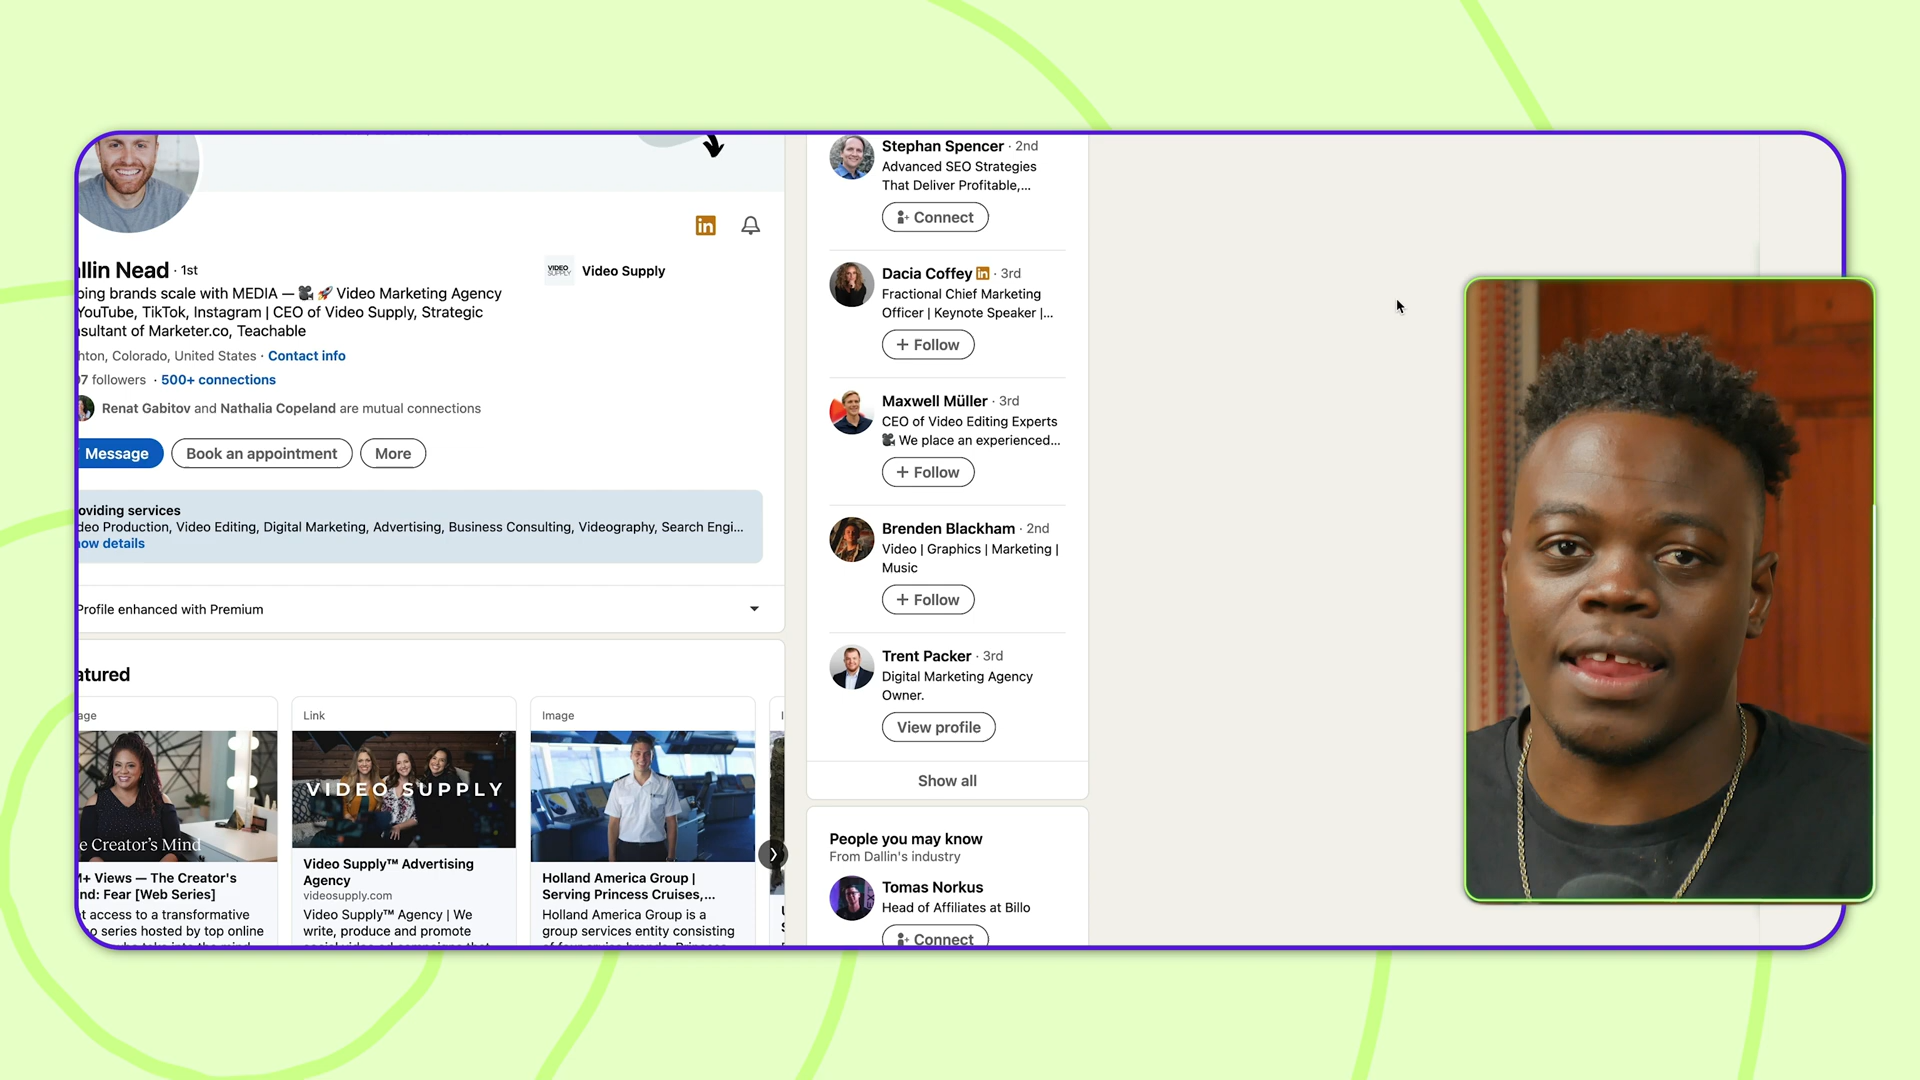 llin Nead · 1st
ping brands scale with MEDIA — 🎥 🚀 Video Marketing Agency
YouTube, TikTok, Instagram | CEO of Video Supply, Strategic
nsultant of Marketer.co, Teachable
hton, Colorado, United States · Contact info
7 followers · 500+ connections
Renat Gabitov and Nathalia Copeland are mutual connections
Message
Book an appointment
More
in
VIDEO SUPPLY
Video Supply
oviding services
deo Production, Video Editing, Digital Marketing, Advertising, Business Consulting, Videography, Search Engi...
ow details
Profile enhanced with Premium
atured
age
e Creator's Mind
M+ Views — The Creator's
nd: Fear [Web Series]
t access to a transformative
o series hosted by top online
Link
VIDEO SUPPLY
Video Supply™ Advertising
Agency
videosupply.com
Video Supply™ Agency | We
write, produce and promote
Image
Holland America Group |
Serving Princess Cruises,...
Holland America Group is a
group services entity consisting
Stephan Spencer · 2nd
Advanced SEO Strategies
That Deliver Profitable,...
Connect
Dacia Coffey in · 3rd
Fractional Chief Marketing
Officer | Keynote Speaker |...
+ Follow
Maxwell Müller · 3rd
CEO of Video Editing Experts
🎥 We place an experienced...
+ Follow
Brenden Blackham · 2nd
Video | Graphics | Marketing |
Music
+ Follow
Trent Packer · 3rd
Digital Marketing Agency
Owner.
View profile
Show all
People you may know
From Dallin's industry
Tomas Norkus
Head of Affiliates at Billo
Connect